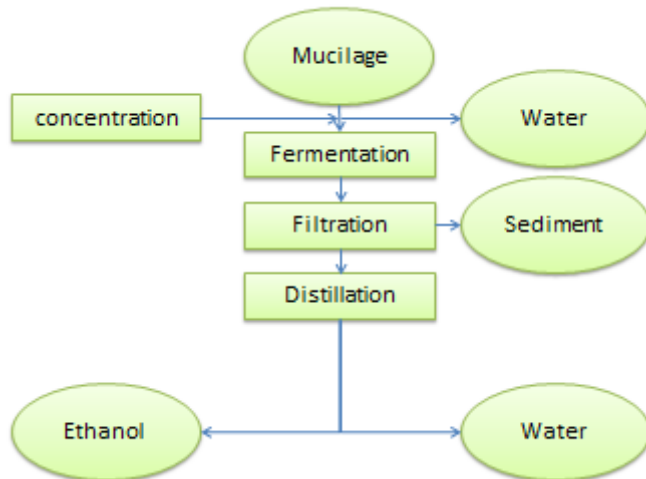 Mucilage
concentration
Water
Fermentation
Filtration
Sediment
Distillation
Ethanol
Water